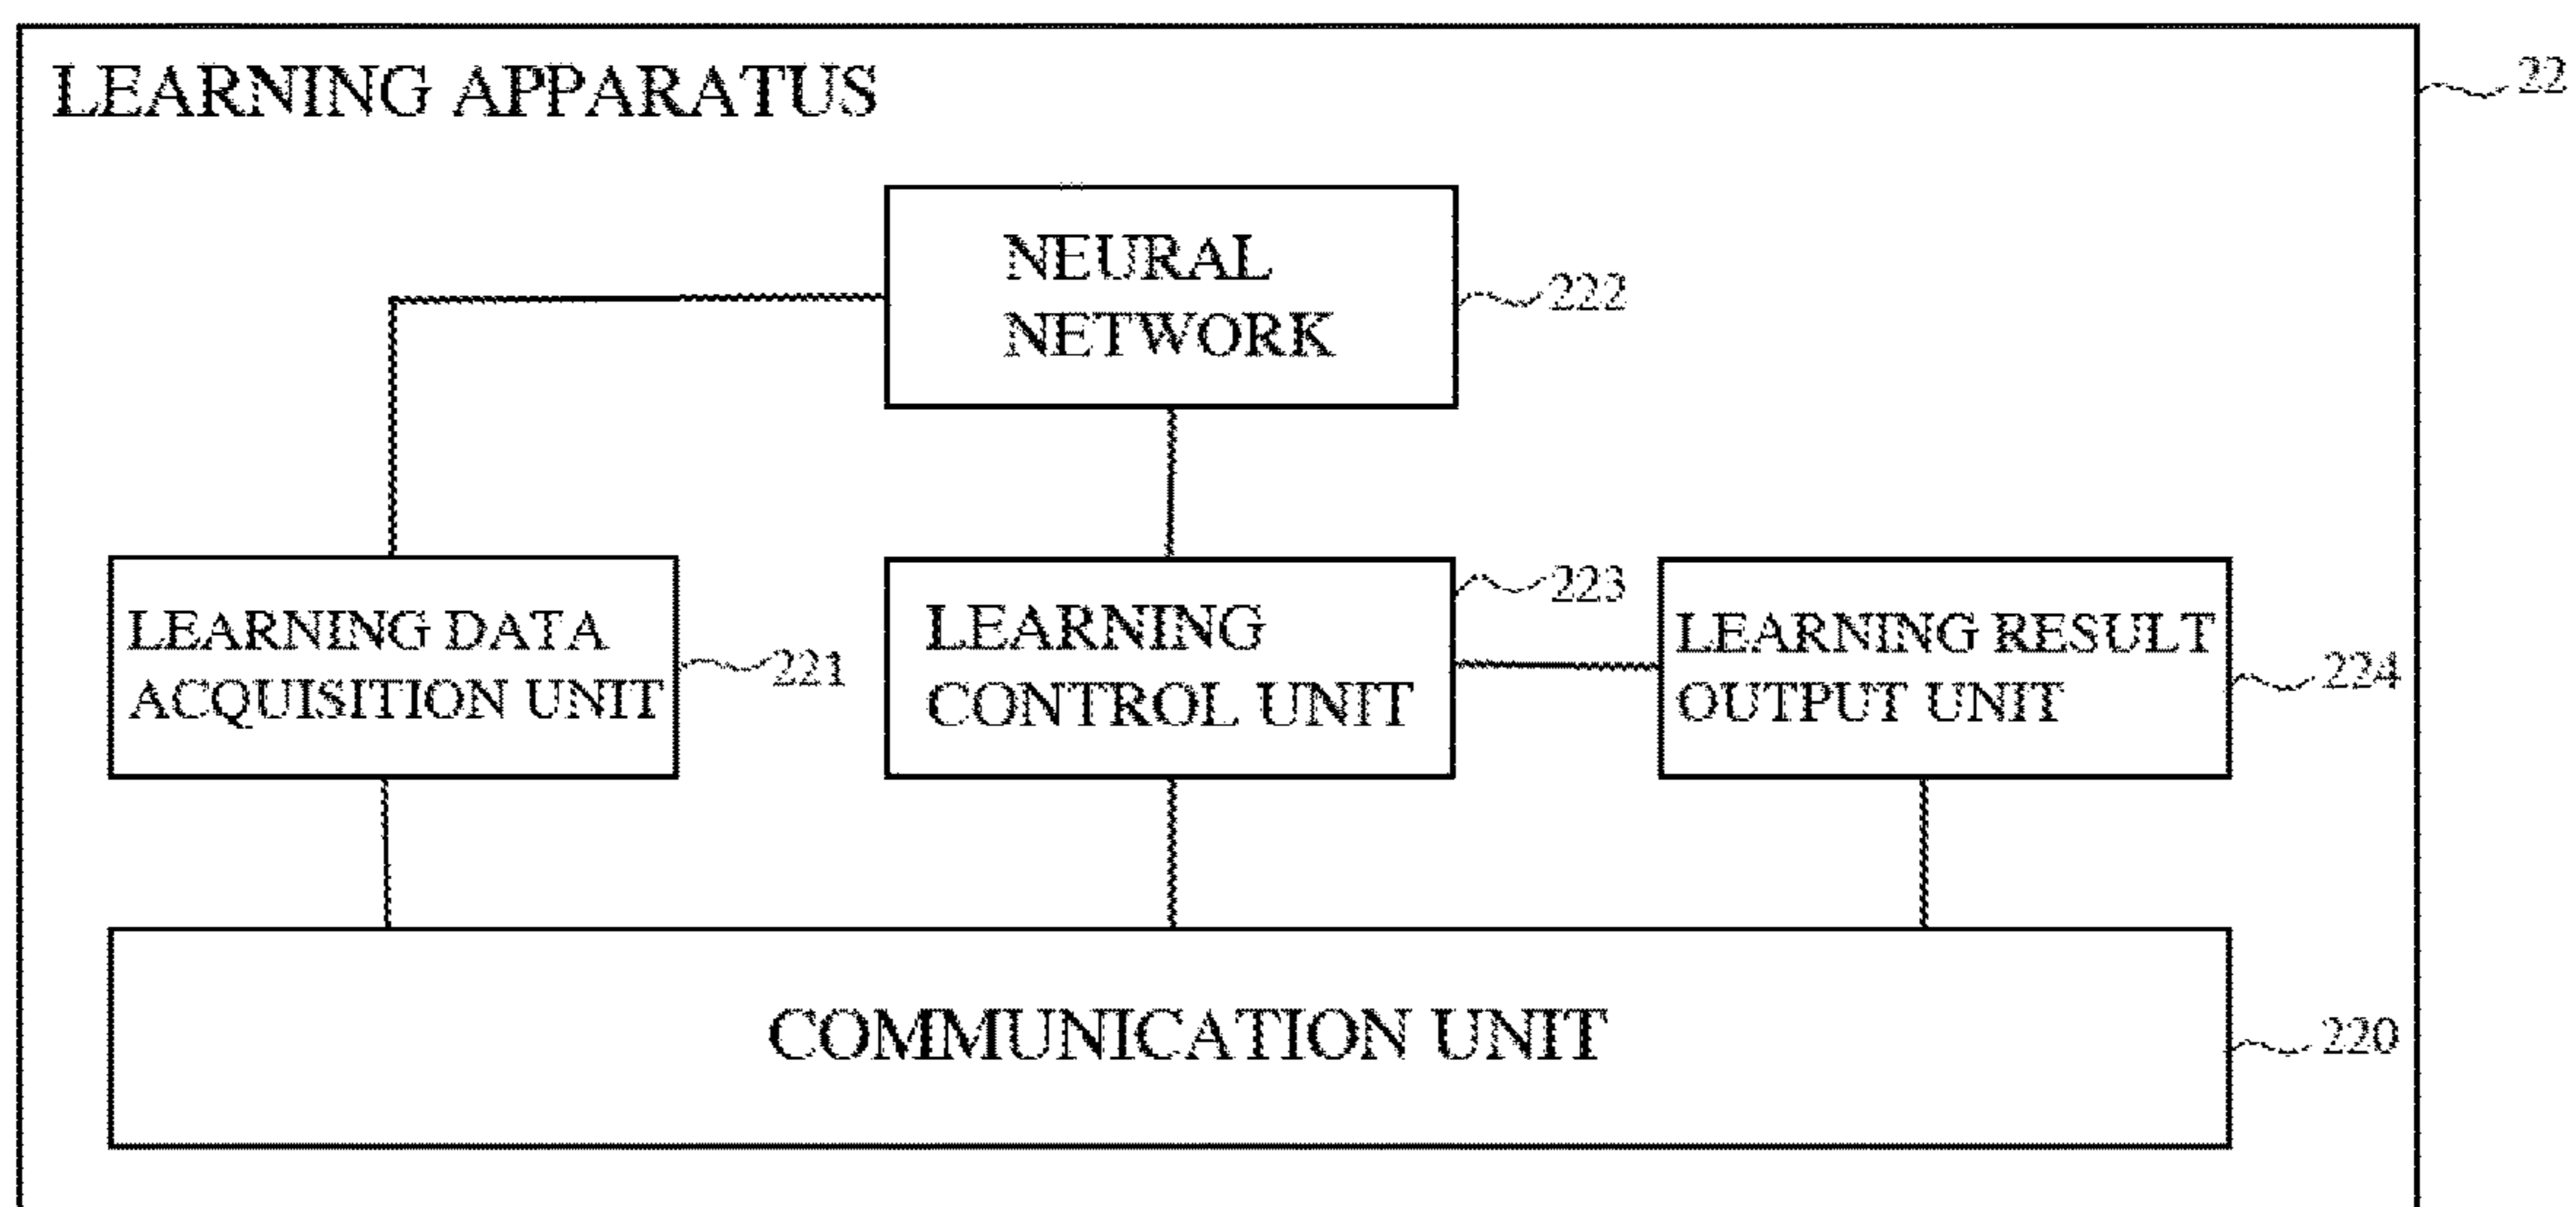 LEARNING APPARATUS
22
NEURAL
NETWORK
222
LEARNING DATA
ACQUISITION UNIT
221
LEARNING
CONTROL UNIT
223
LEARNING RESULT
OUTPUT UNIT
224
COMMUNICATION UNIT
220